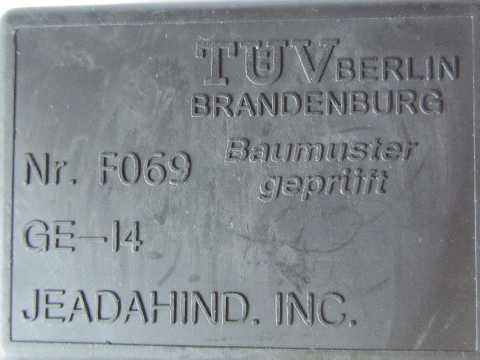 TÜV BERLIN
BRANDENBURG
Baumuster
geprüft
Nr. F069
GE-14
JEADAHIND. INC.